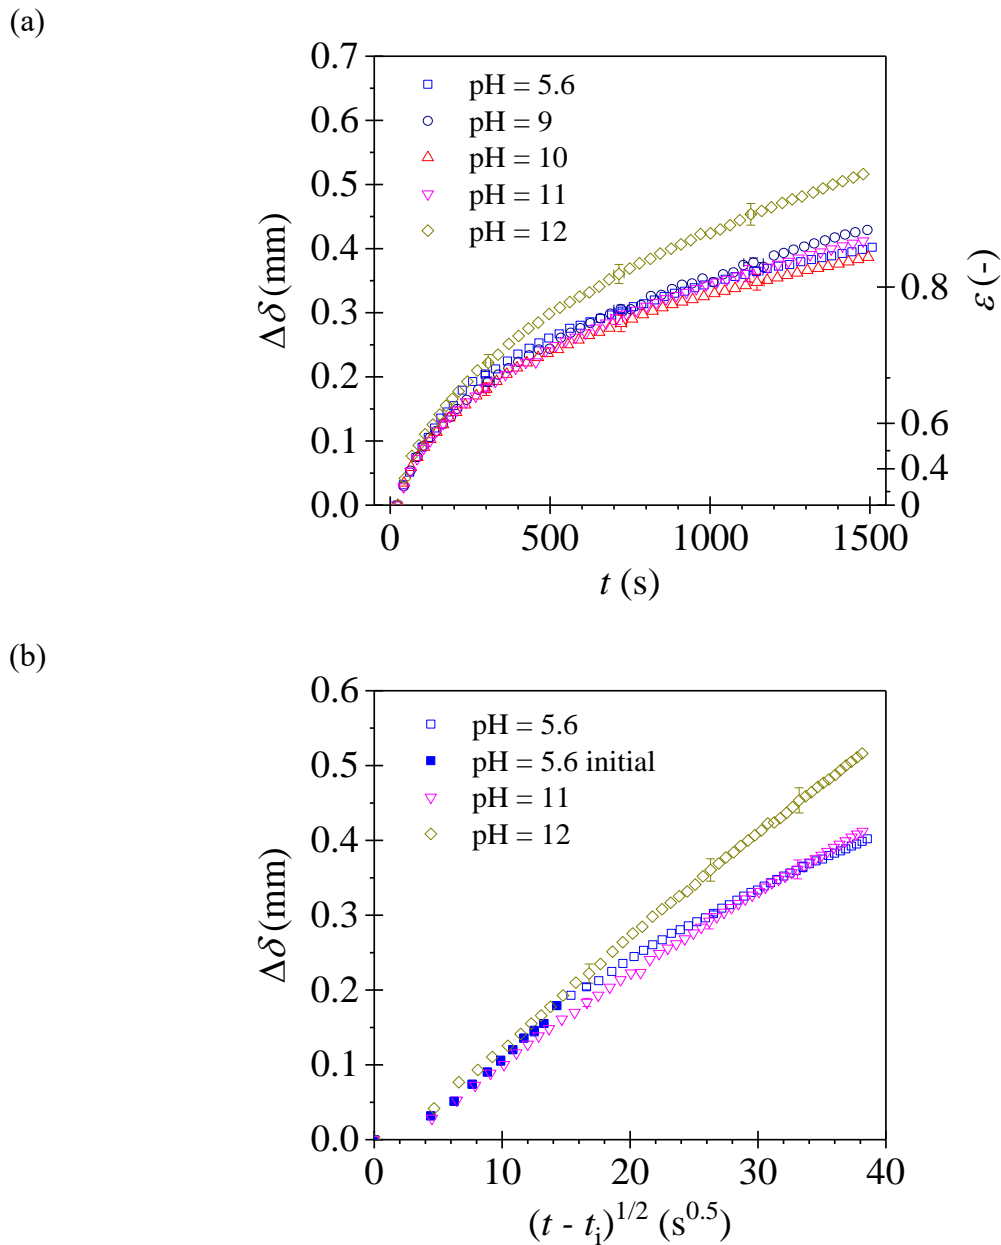 (a)
0.7
0.6
0.5
0.4
0.3
0.2
0.1
0.0
Δδ (mm)
pH = 5.6
pH = 9
pH = 10
pH = 11
pH = 12
0.8
0.6
0.4
0
ε (-)
0 500 1000 1500
t (s)
(b)
0.6
0.5
0.4
0.3
0.2
0.1
0.0
Δδ (mm)
pH = 5.6
pH = 5.6 initial
pH = 11
pH = 12
0 10 20 30 40
(t - tᵢ)^1/2 (s^0.5)